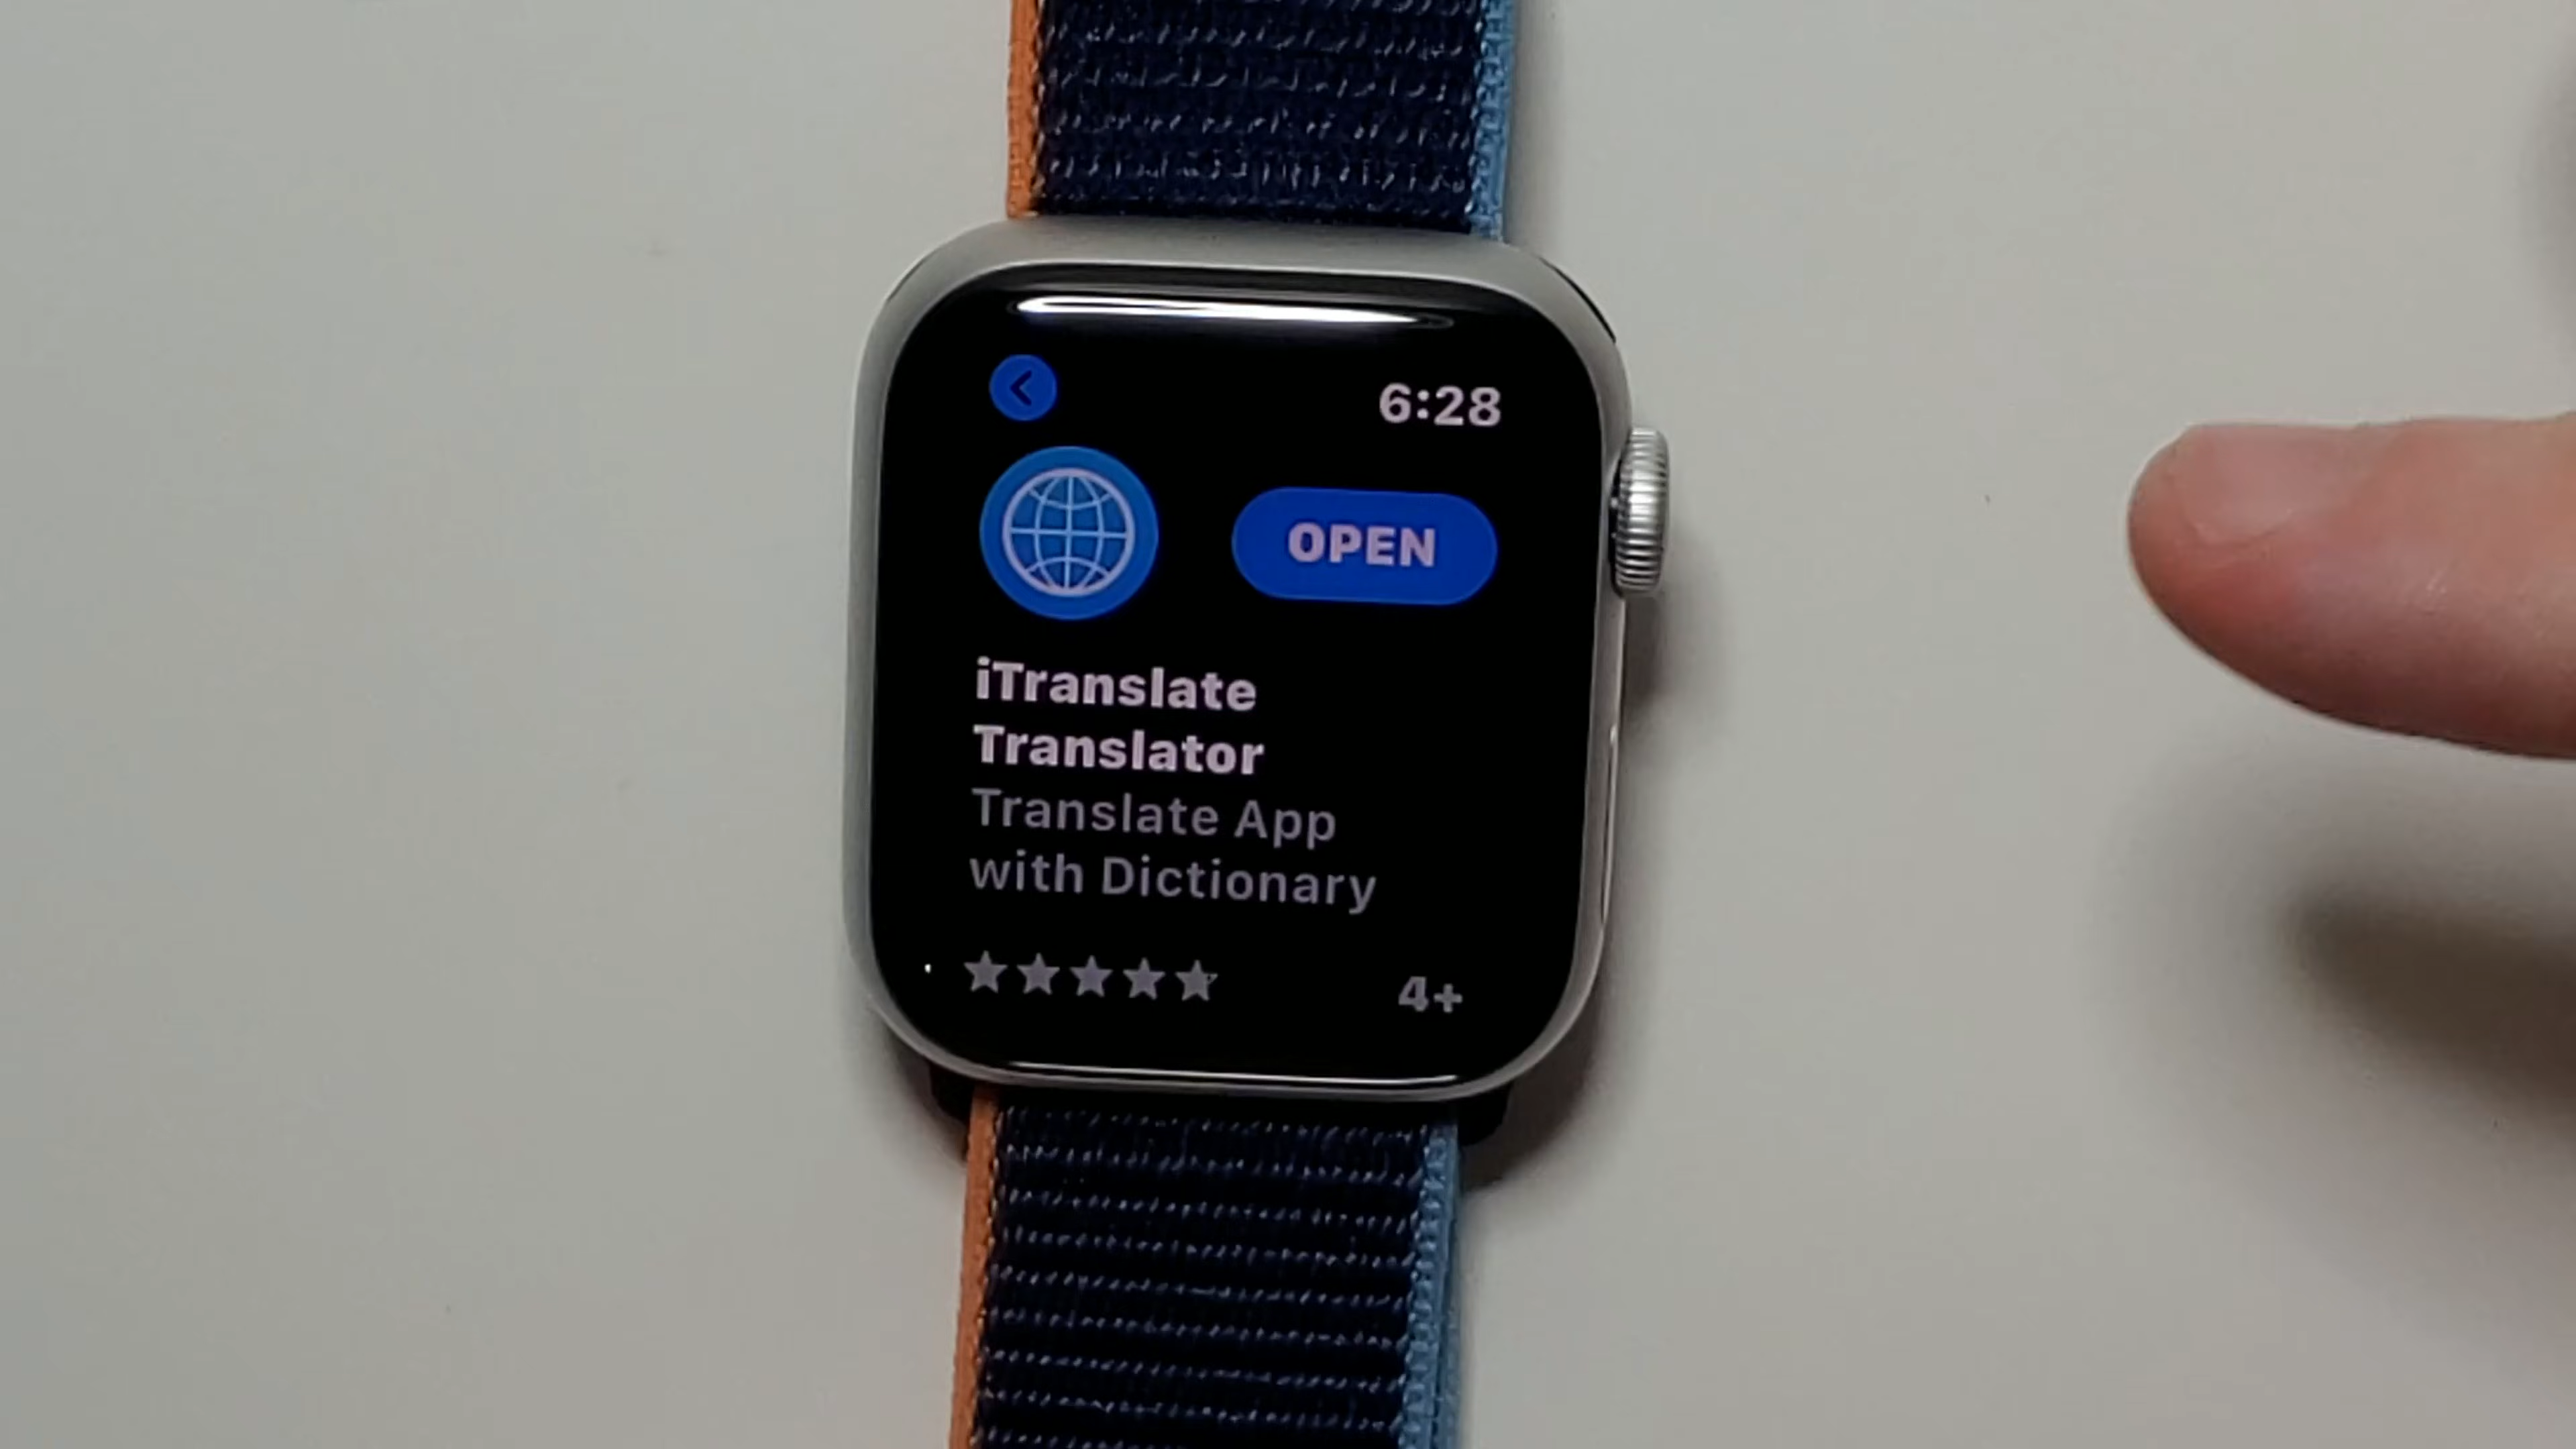 6:28
OPEN
iTranslate
Translator
Translate App
with Dictionary
4+